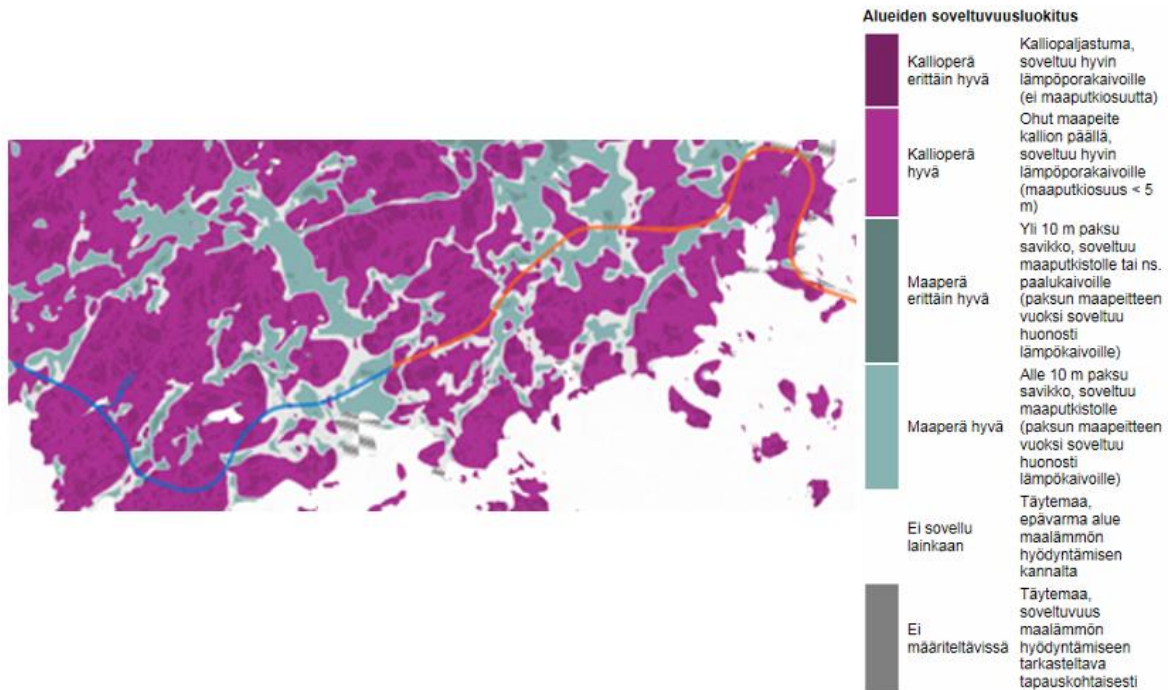 Alueiden soveltuvuusluokitus
Kallioperä
erittäin hyvä
Kalliopaljastuma,
soveltuu hyvin
lämpöporakaivoille
(ei maaputkiosuutta)
Kallioperä
hyvä
Ohut maapeite
kallion päällä,
soveltuu hyvin
lämpöporakaivoille
(maaputkiosuus < 5
m)
Maaperä
erittäin hyvä
Yli 10 m paksu
savikko, soveltuu
maaputkistolle tai ns.
paalukaivoille
(paksun maapeitteen
vuoksi soveltuu
huonosti
lämpökaivoille)
Maaperä hyvä
Alle 10 m paksu
savikko, soveltuu
maaputkistolle
(paksun maapeitteen
vuoksi soveltuu
huonosti
lämpökaivoille)
Ei sovellu
lainkaan
Täytemaa,
epävarma alue
maalämmön
hyödyntämisen
kannalta
Ei
määriteltävissä
Täytemaa,
soveltuvuus
maalämmön
hyödyntämiseen
tarkasteltava
tapauskohtaisesti